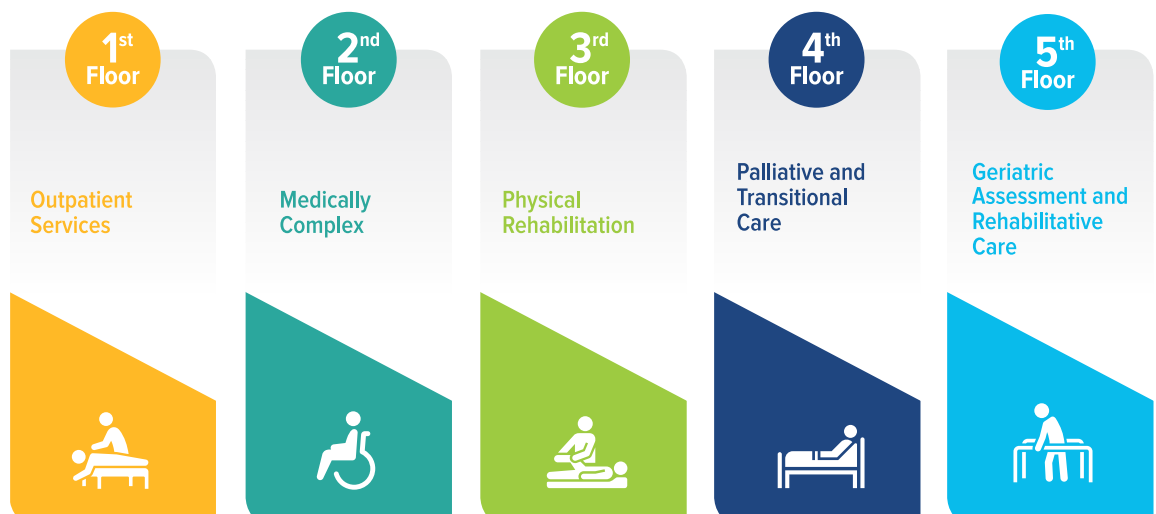 1st
Floor
Outpatient
Services
2nd
Floor
Medically
Complex
3rd
Floor
Physical
Rehabilitation
4th
Floor
Palliative and
Transitional
Care
5th
Floor
Geriatric
Assessment and
Rehabilitative
Care